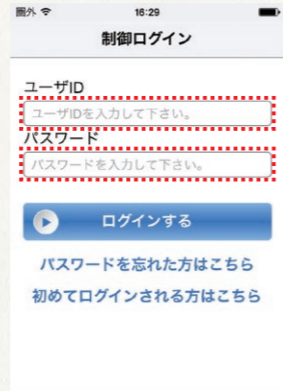 圏外 16:29
制御ログイン
ユーザID
ユーザIDを入力して下さい。
パスワード
パスワードを入力して下さい。
ログインする
パスワードを忘れた方はこちら
初めてログインされる方はこちら